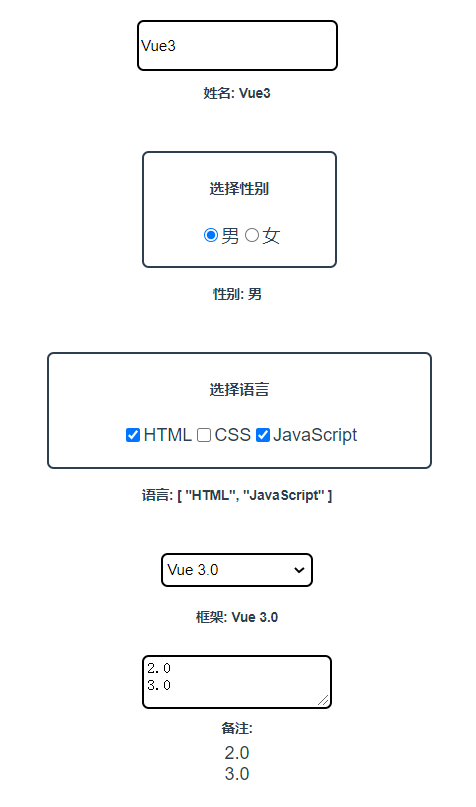 Vue3
姓名: Vue3
选择性别
男 女
性别: 男
选择语言
HTML CSS JavaScript
语言: [ "HTML", "JavaScript" ]
Vue 3.0
框架: Vue 3.0
2.0
3.0
备注:
2.0
3.0